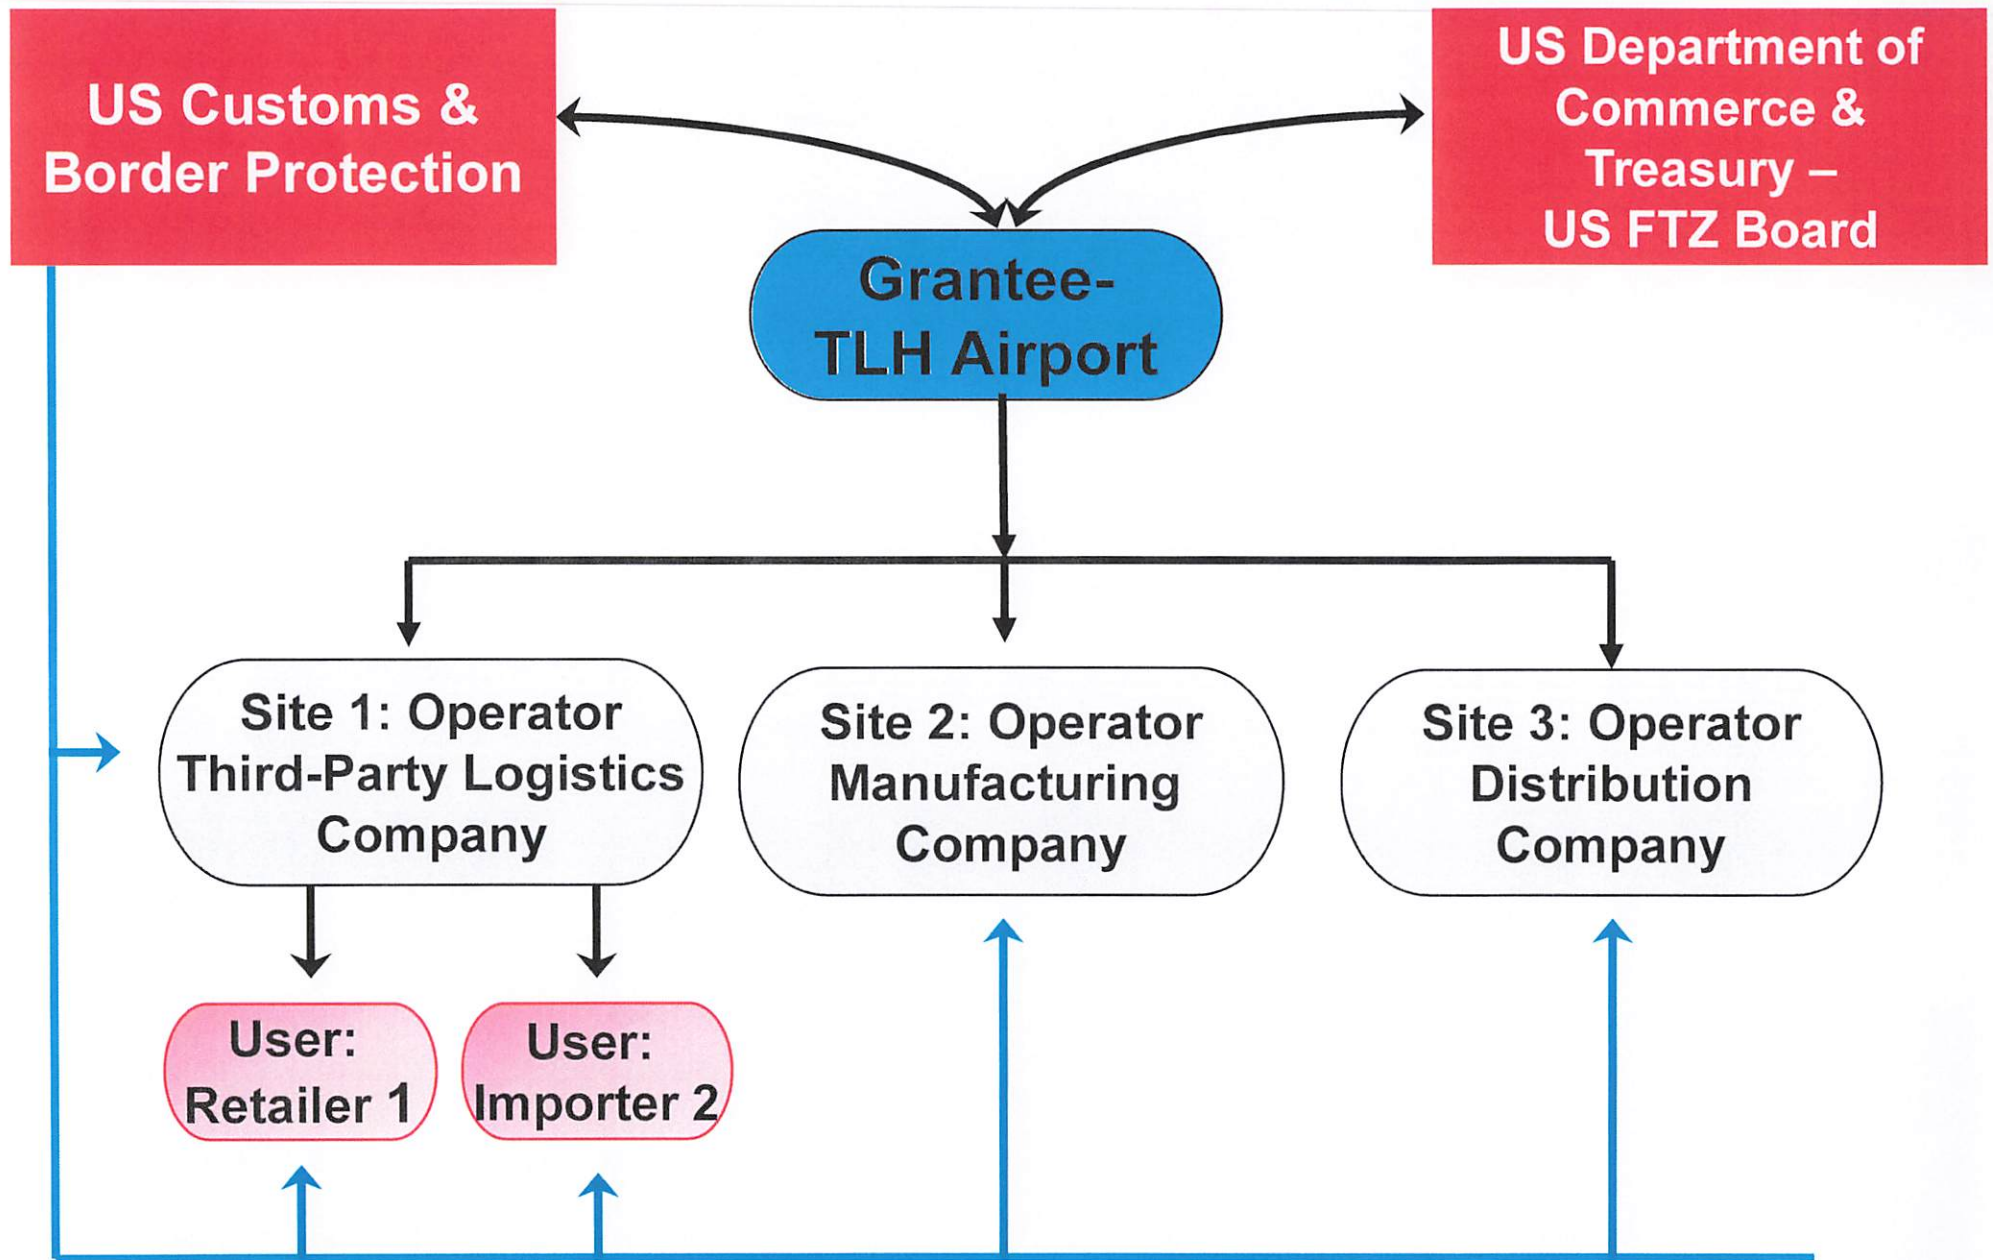 US Customs &
Border Protection
US Department of
Commerce &
Treasury –
US FTZ Board
Grantee-
TLH Airport
Site 1: Operator
Third-Party Logistics
Company
Site 2: Operator
Manufacturing
Company
Site 3: Operator
Distribution
Company
User:
Retailer 1
User:
Importer 2